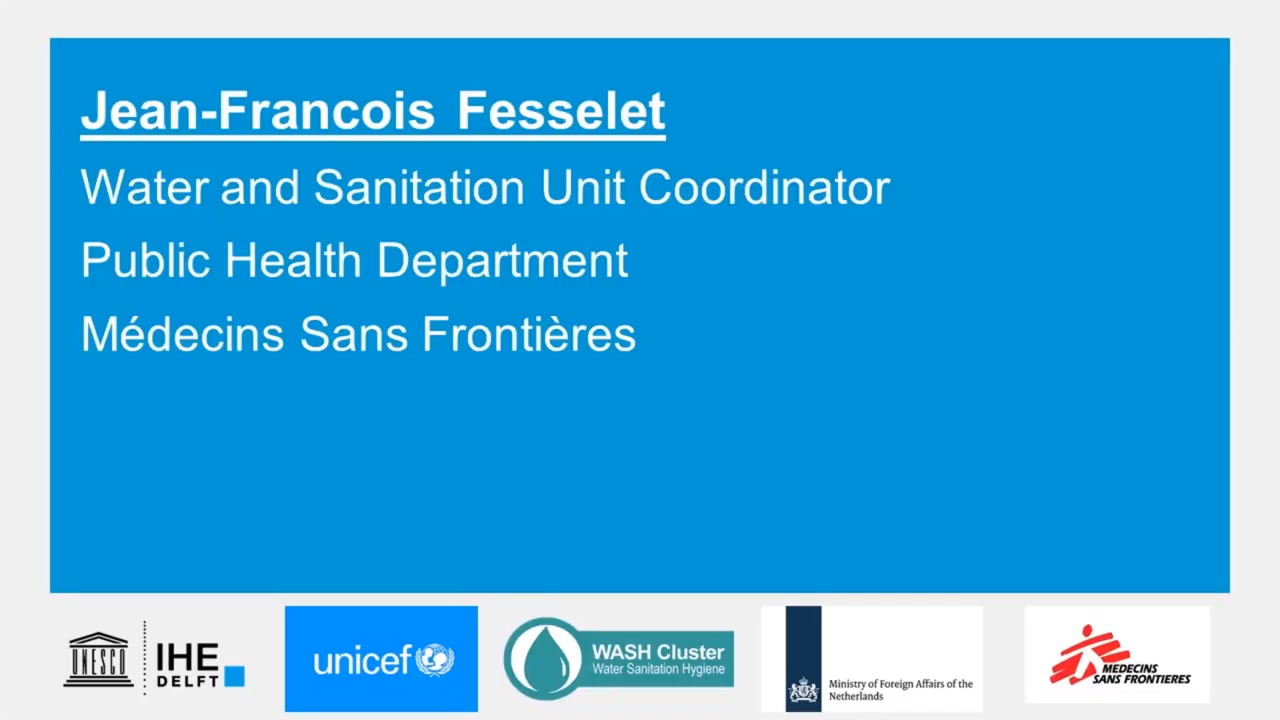 Jean-Francois Fesselet
Water and Sanitation Unit Coordinator
Public Health Department
Médecins Sans Frontières
UNESCO
IHE
DELFT
unicef
WASH Cluster
Water Sanitation Hygiene
Ministry of Foreign Affairs of the
Netherlands
MEDECINS
SANS FRONTIERES